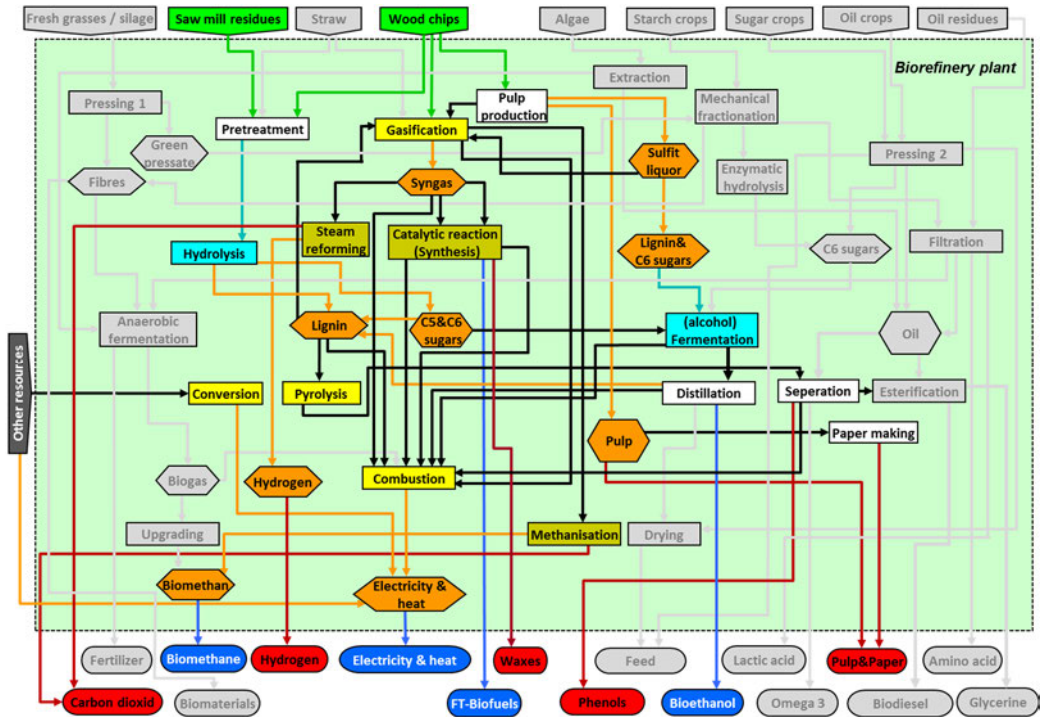 Fresh grasses / silage
Saw mill residues
Straw
Wood chips
Algae
Starch crops
Sugar crops
Oil crops
Oil residues
Biorefinery plant
Extraction
Pressing 1
Pulp
production
Mechanical
fractionation
Pretreatment
Gasification
Green
pressate
Sulfit
liquor
Pressing 2
Enzymatic
hydrolysis
Fibres
Syngas
Steam
reforming
Catalytic reaction
(Synthesis)
Hydrolysis
Lignin&
C6 sugars
C6 sugars
Filtration
Anaerobic
fermentation
Lignin
C5&C6
sugars
(alcohol)
Fermentation
Oil
Other resources
Conversion
Pyrolysis
Distillation
Seperation
Esterification
Pulp
Paper making
Biogas
Hydrogen
Combustion
Upgrading
Methanisation
Drying
Biomethan
Electricity &
heat
Fertilizer
Biomethane
Hydrogen
Electricity & heat
Waxes
Feed
Lactic acid
Pulp&Paper
Amino acid
Carbon dioxid
Biomaterials
FT-Biofuels
Phenols
Bioethanol
Omega 3
Biodiesel
Glycerine